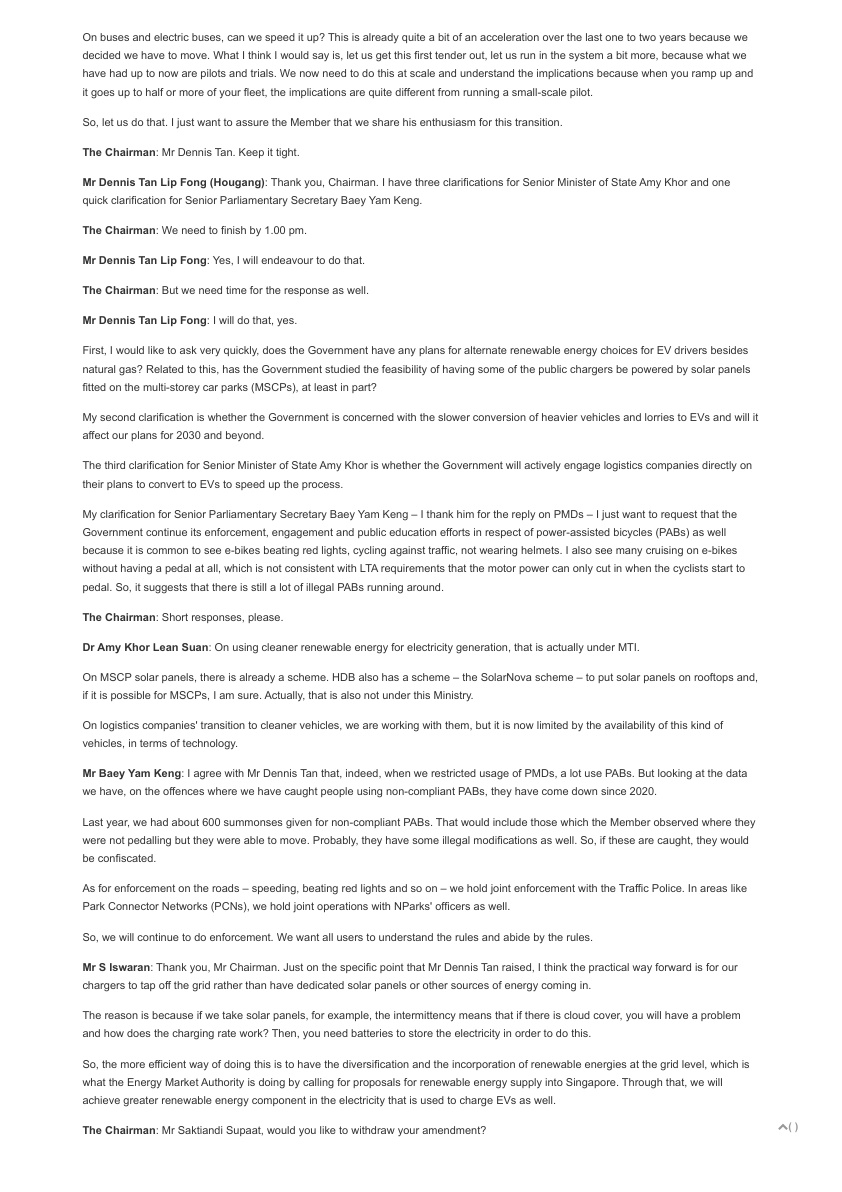 On buses and electric buses, can we speed it up? This is already quite a bit of an acceleration over the last one to two years because we
decided we have to move. What I think I would say is, let us get this first tender out, let us run in the system a bit more, because what we
have had up to now are pilots and trials. We now need to do this at scale and understand the implications because when you ramp up and
it goes up to half or more of your fleet, the implications are quite different from running a small-scale pilot.
So, let us do that. I just want to assure the Member that we share his enthusiasm for this transition.
The Chairman: Mr Dennis Tan. Keep it tight.
Mr Dennis Tan Lip Fong (Hougang): Thank you, Chairman. I have three clarifications for Senior Minister of State Amy Khor and one
quick clarification for Senior Parliamentary Secretary Baey Yam Keng.
The Chairman: We need to finish by 1.00 pm.
Mr Dennis Tan Lip Fong: Yes, I will endeavour to do that.
The Chairman: But we need time for the response as well.
Mr Dennis Tan Lip Fong: I will do that, yes.
First, I would like to ask very quickly, does the Government have any plans for alternate renewable energy choices for EV drivers besides
natural gas? Related to this, has the Government studied the feasibility of having some of the public chargers be powered by solar panels
fitted on the multi-storey car parks (MSCPs), at least in part?
My second clarification is whether the Government is concerned with the slower conversion of heavier vehicles and lorries to EVs and will it
affect our plans for 2030 and beyond.
The third clarification for Senior Minister of State Amy Khor is whether the Government will actively engage logistics companies directly on
their plans to convert to EVs to speed up the process.
My clarification for Senior Parliamentary Secretary Baey Yam Keng – I thank him for the reply on PMDs – I just want to request that the
Government continue its enforcement, engagement and public education efforts in respect of power-assisted bicycles (PABs) as well
because it is common to see e-bikes beating red lights, cycling against traffic, not wearing helmets. I also see many cruising on e-bikes
without having a pedal at all, which is not consistent with LTA requirements that the motor power can only cut in when the cyclists start to
pedal. So, it suggests that there is still a lot of illegal PABs running around.
The Chairman: Short responses, please.
Dr Amy Khor Lean Suan: On using cleaner renewable energy for electricity generation, that is actually under MTI.
On MSCP solar panels, there is already a scheme. HDB also has a scheme – the SolarNova scheme – to put solar panels on rooftops and,
if it is possible for MSCPs, I am sure. Actually, that is also not under this Ministry.
On logistics companies' transition to cleaner vehicles, we are working with them, but it is now limited by the availability of this kind of
vehicles, in terms of technology.
Mr Baey Yam Keng: I agree with Mr Dennis Tan that, indeed, when we restricted usage of PMDs, a lot use PABs. But looking at the data
we have, on the offences where we have caught people using non-compliant PABs, they have come down since 2020.
Last year, we had about 600 summonses given for non-compliant PABs. That would include those which the Member observed where they
were not pedalling but they were able to move. Probably, they have some illegal modifications as well. So, if these are caught, they would
be confiscated.
As for enforcement on the roads – speeding, beating red lights and so on – we hold joint enforcement with the Traffic Police. In areas like
Park Connector Networks (PCNs), we hold joint operations with NParks' officers as well.
So, we will continue to do enforcement. We want all users to understand the rules and abide by the rules.
Mr S Iswaran: Thank you, Mr Chairman. Just on the specific point that Mr Dennis Tan raised, I think the practical way forward is for our
chargers to tap off the grid rather than have dedicated solar panels or other sources of energy coming in.
The reason is because if we take solar panels, for example, the intermittency means that if there is cloud cover, you will have a problem
and how does the charging rate work? Then, you need batteries to store the electricity in order to do this.
So, the more efficient way of doing this is to have the diversification and the incorporation of renewable energies at the grid level, which is
what the Energy Market Authority is doing by calling for proposals for renewable energy supply into Singapore. Through that, we will
achieve greater renewable energy component in the electricity that is used to charge EVs as well.
The Chairman: Mr Saktiandi Supaat, would you like to withdraw your amendment?
( )